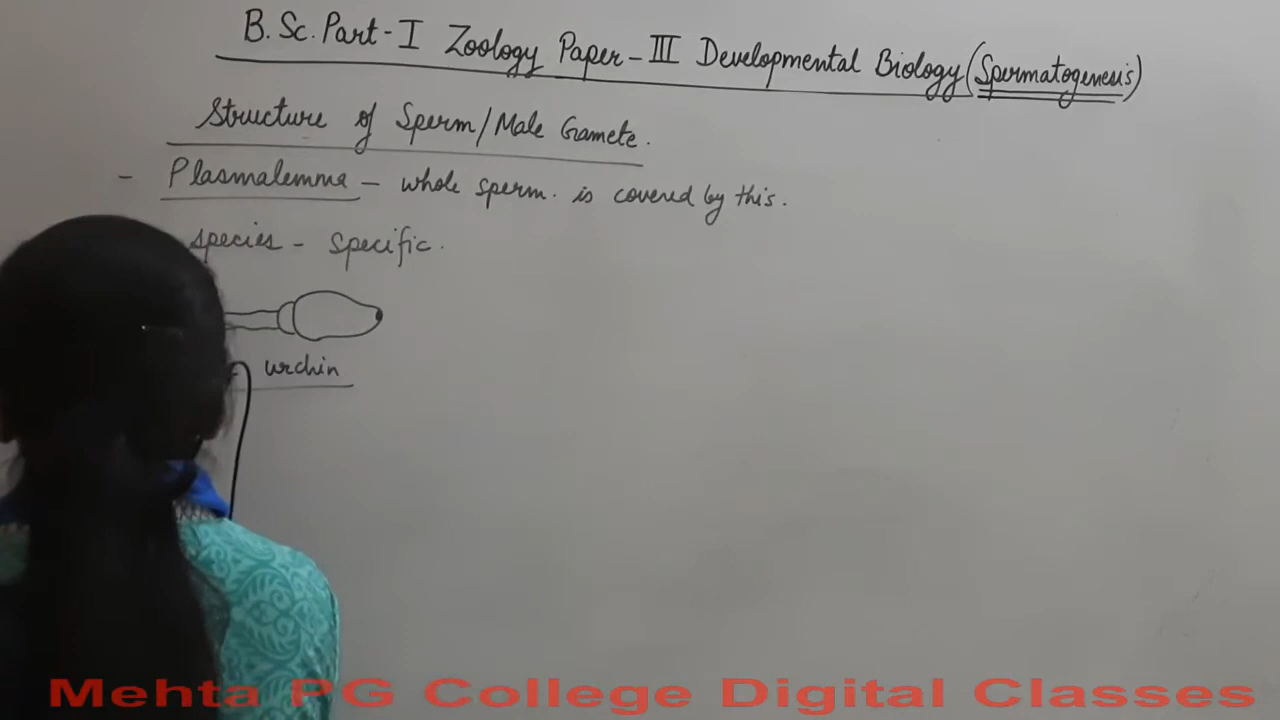 B.Sc. Part-I Zoology Paper-III Developmental Biology (Spermatogenesis)
Structure of Sperm/Male Gamete.
- Plasmalemma - whole sperm. is covered by this.
species - specific.
urchin
Mehta PG College Digital Classes